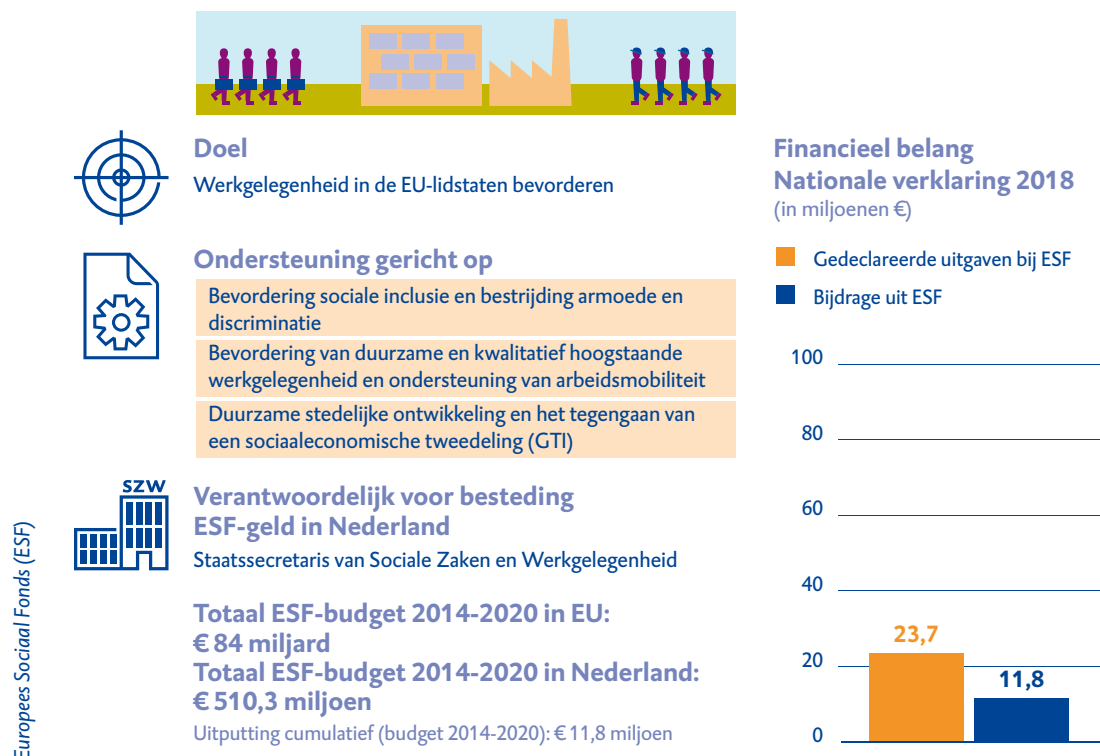 Doel
Werkgelegenheid in de EU-lidstaten bevorderen
Ondersteuning gericht op
Bevordering sociale inclusie en bestrijding armoede en
discriminatie
Bevordering van duurzame en kwalitatief hoogstaande
werkgelegenheid en ondersteuning van arbeidsmobiliteit
Duurzame stedelijke ontwikkeling en het tegengaan van
een sociaaleconomische tweedeling (GTI)
SZW
Verantwoordelijk voor besteding
ESF-geld in Nederland
Staatssecretaris van Sociale Zaken en Werkgelegenheid
Totaal ESF-budget 2014-2020 in EU:
€ 84 miljard
Totaal ESF-budget 2014-2020 in Nederland:
€ 510,3 miljoen
Uitputting cumulatief (budget 2014-2020): € 11,8 miljoen
Europees Sociaal Fonds (ESF)
Financieel belang
Nationale verklaring 2018
(in miljoenen €)
Gedeclareerde uitgaven bij ESF
Bijdrage uit ESF
100
80
60
40
23,7
20
11,8
0